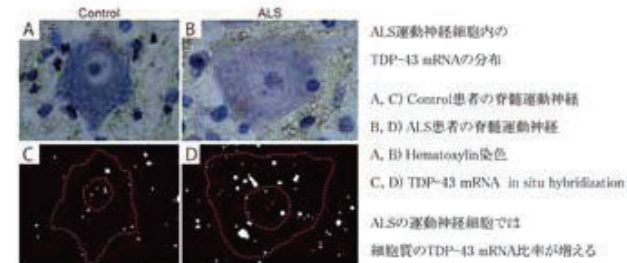 Control
ALS
A
B
C
D
ALS運動神経細胞内の
TDP-43 mRNAの分布
A, C) Control患者の脊髄運動神経
B, D) ALS患者の脊髄運動神経
A, B) Hematoxylin染色
C, D) TDP-43 mRNA in situ hybridization
ALSの運動神経細胞では
細胞質のTDP-43 mRNA比率が増える